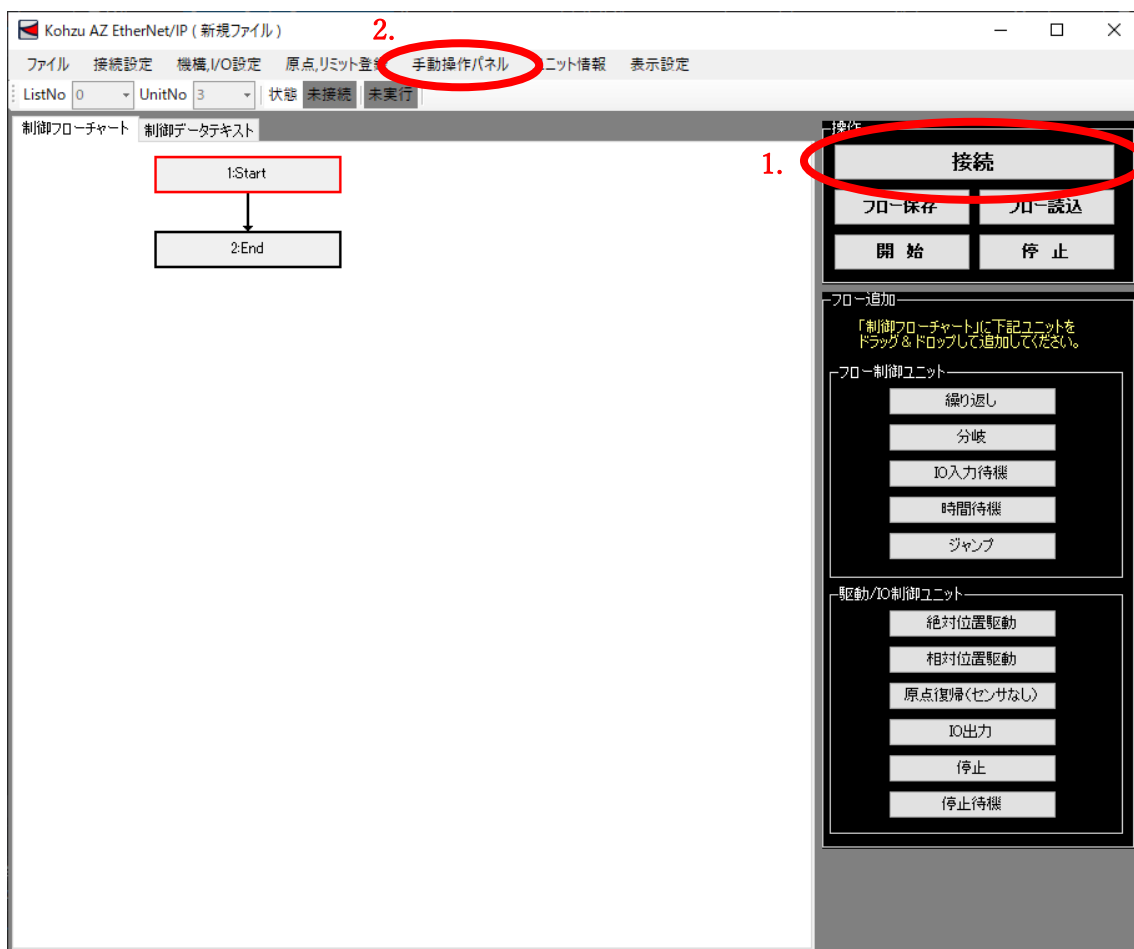 Kohzu AZ EtherNet/IP ( 新規ファイル )
2.
ファイル 接続設定 機構,I/O設定 原点,リミット登録 手動操作パネル ユニット情報 表示設定
ListNo 0 UnitNo 3 状態 未接続 未実行
制御フローチャート 制御データテキスト
操作
1.
接続
1:Start
フロー保存 フロー読込
2:End
開 始 停 止
フロー追加
「制御フローチャート」に下記ユニットを
ドラッグ & ドロップして追加してください。
フロー制御ユニット
繰り返し
分岐
IO入力待機
時間待機
ジャンプ
駆動/IO制御ユニット
絶対位置駆動
相対位置駆動
原点復帰(センサなし)
IO出力
停止
停止待機